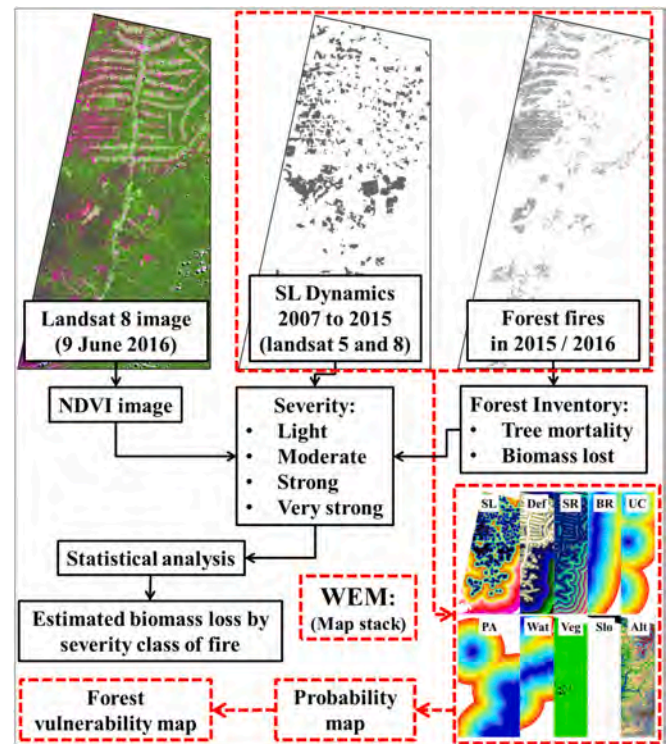 Landsat 8 image
(9 June 2016)
SL Dynamics
2007 to 2015
(landsat 5 and 8)
Forest fires
in 2015 / 2016
NDVI image
Severity:
• Light
• Moderate
• Strong
• Very strong
Forest Inventory:
• Tree mortality
• Biomass lost
Statistical analysis
Estimated biomass loss by
severity class of fire
WEM:
(Map stack)
SL Def SR BR UC
PA Wat Veg Slo Alt
Forest
vulnerability map
Probability
map